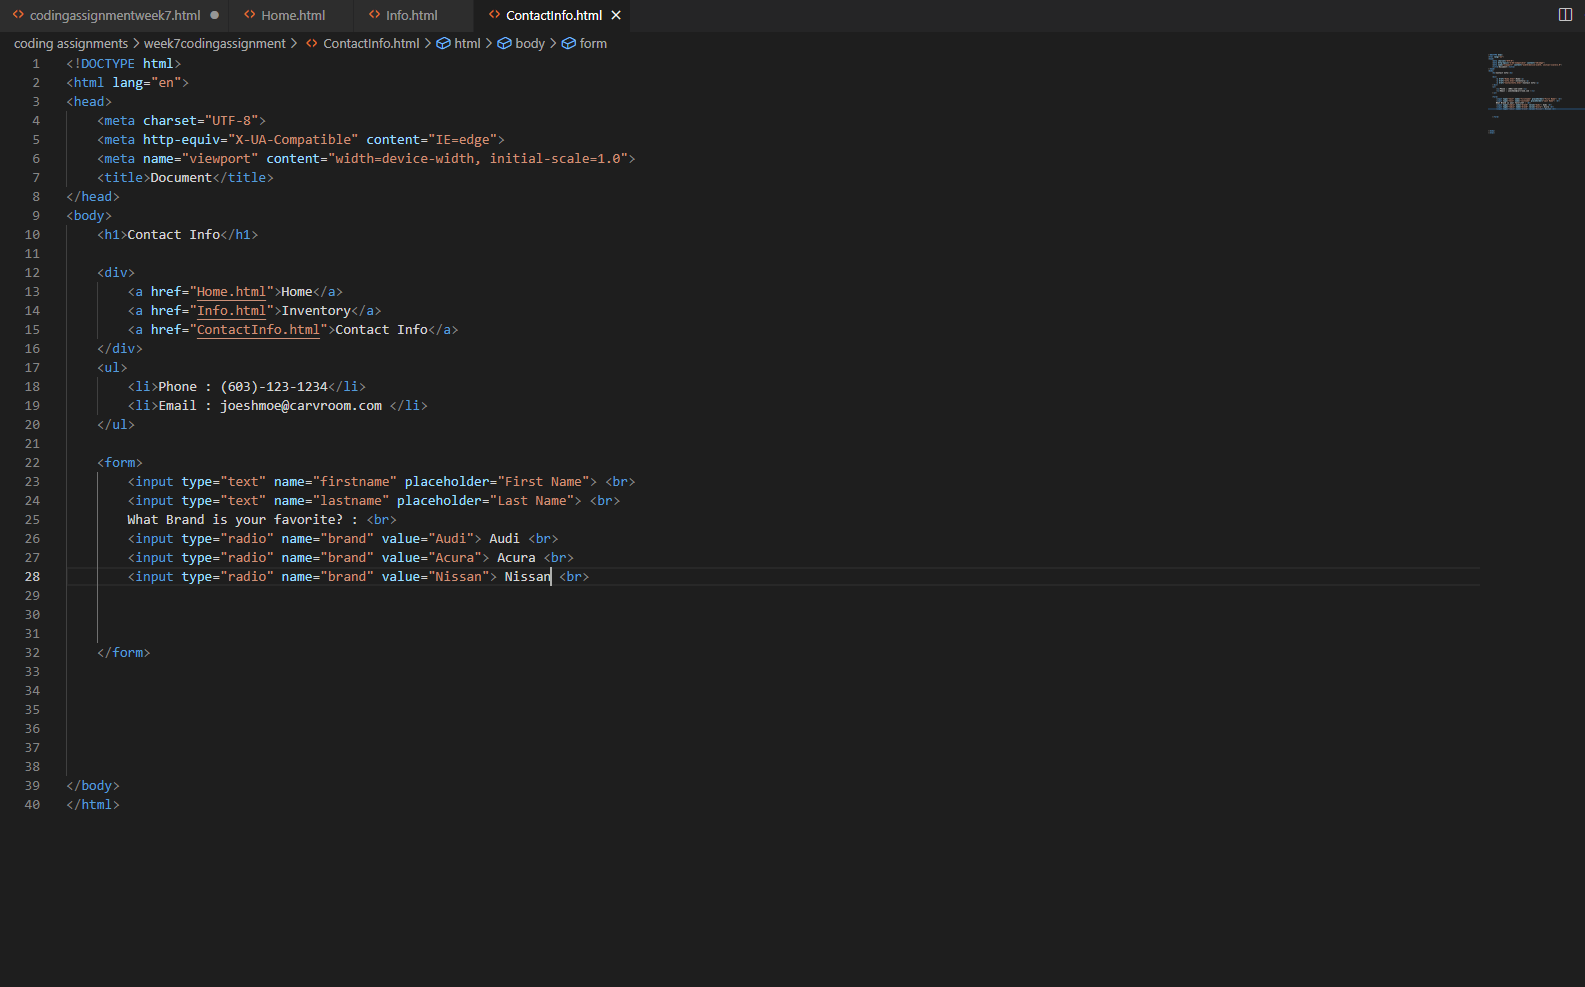 codingassignmentweek7.html Home.html Info.html ContactInfo.html
coding assignments > week7codingassignment > ContactInfo.html > html > body > form
1 <!DOCTYPE html>
2 <html lang="en">
3 <head>
4     <meta charset="UTF-8">
5     <meta http-equiv="X-UA-Compatible" content="IE=edge">
6     <meta name="viewport" content="width=device-width, initial-scale=1.0">
7     <title>Document</title>
8 </head>
9 <body>
10     <h1>Contact Info</h1>
11
12     <div>
13         <a href="Home.html">Home</a>
14         <a href="Info.html">Inventory</a>
15         <a href="ContactInfo.html">Contact Info</a>
16     </div>
17     <ul>
18         <li>Phone : (603)-123-1234</li>
19         <li>Email : joeshmoe@carvroom.com </li>
20     </ul>
21
22     <form>
23         <input type="text" name="firstname" placeholder="First Name"> <br>
24         <input type="text" name="lastname" placeholder="Last Name"> <br>
25         What Brand is your favorite? : <br>
26         <input type="radio" name="brand" value="Audi"> Audi <br>
27         <input type="radio" name="brand" value="Acura"> Acura <br>
28         <input type="radio" name="brand" value="Nissan"> Nissan <br>
29
30
31
32     </form>
33
34
35
36
37
38
39 </body>
40 </html>